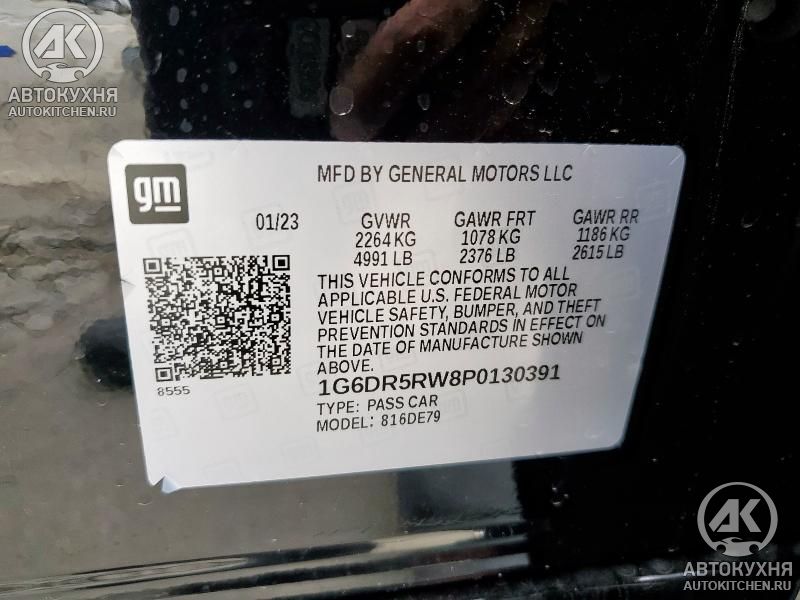 AK
АВТОКУХНЯ
AUTOKITCHEN.RU
gm
MFD BY GENERAL MOTORS LLC
01/23 GVWR GAWR FRT GAWR RR
2264 KG 1078 KG 1186 KG
4991 LB 2376 LB 2615 LB
THIS VEHICLE CONFORMS TO ALL
APPLICABLE U.S. FEDERAL MOTOR
VEHICLE SAFETY, BUMPER, AND THEFT
PREVENTION STANDARDS IN EFFECT ON
THE DATE OF MANUFACTURE SHOWN
ABOVE.
8555
1G6DR5RW8P0130391
TYPE: PASS CAR
MODEL: 816DE79
AK
АВТОКУХНЯ
AUTOKITCHEN.RU